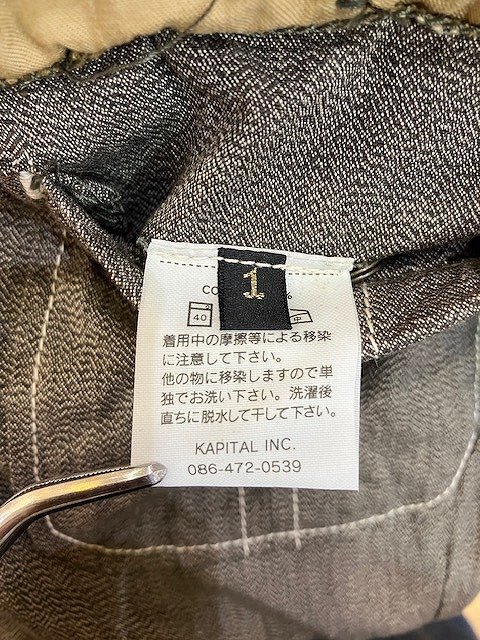 1
40
中
着用中の摩擦等による移染
に注意して下さい。
他の物に移染しますので単
独でお洗い下さい。洗濯後
直ちに脱水して干して下さい。
KAPITAL INC.
086-472-0539